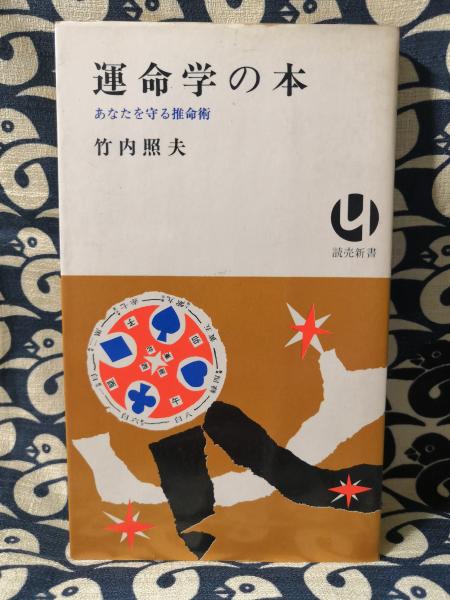 運命学の本
あなたを守る推命術
竹内照夫
読売新書